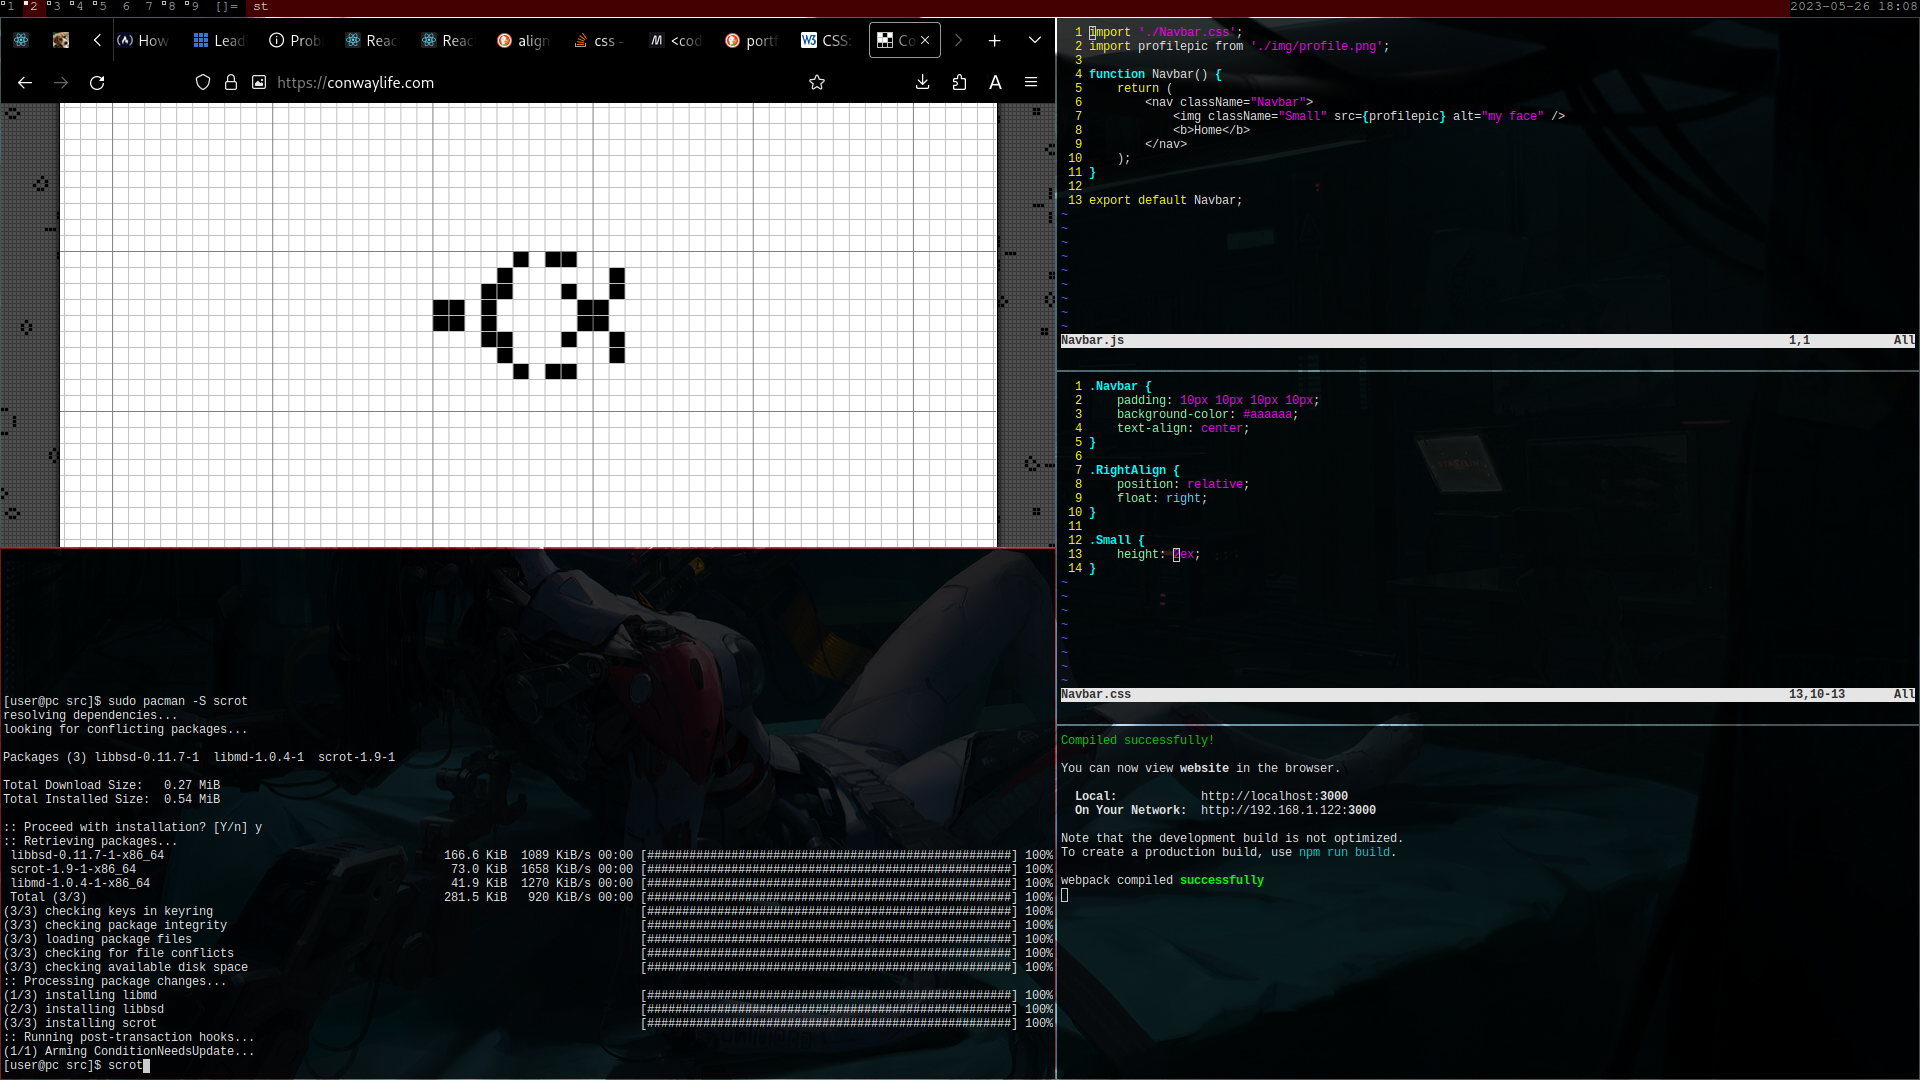 1 2 3 4 5 6 7 8 9 []= st 2023-05-26 18:08
How Lead Prob Reac Reac align css - <cod portf CSS: Co
https://conwaylife.com
[user@pc src]$ sudo pacman -S scrot
resolving dependencies...
looking for conflicting packages...
Packages (3) libbsd-0.11.7-1  libmd-1.0.4-1  scrot-1.9-1
Total Download Size:   0.27 MiB
Total Installed Size:  0.54 MiB
:: Proceed with installation? [Y/n] y
:: Retrieving packages...
libbsd-0.11.7-1-x86_64 166.6 KiB 1089 KiB/s 00:00 [####################################################] 100%
scrot-1.9-1-x86_64 73.0 KiB 1658 KiB/s 00:00 [####################################################] 100%
libmd-1.0.4-1-x86_64 41.9 KiB 1270 KiB/s 00:00 [####################################################] 100%
Total (3/3) 281.5 KiB 920 KiB/s 00:00 [####################################################] 100%
(3/3) checking keys in keyring [####################################################] 100%
(3/3) checking package integrity [####################################################] 100%
(3/3) loading package files [####################################################] 100%
(3/3) checking for file conflicts [####################################################] 100%
(3/3) checking available disk space [####################################################] 100%
:: Processing package changes...
(1/3) installing libmd [####################################################] 100%
(2/3) installing libbsd [####################################################] 100%
(3/3) installing scrot [####################################################] 100%
:: Running post-transaction hooks...
(1/1) Arming ConditionNeedsUpdate...
[user@pc src]$ scrot
1 import './Navbar.css';
2 import profilepic from './img/profile.png';
3
4 function Navbar() {
5     return (
6         <nav className="Navbar">
7             <img className="Small" src={profilepic} alt="my face" />
8             <b>Home</b>
9         </nav>
10     );
11 }
12
13 export default Navbar;
~
~
~
~
~
~
~
~
~
Navbar.js 1,1 All
1 .Navbar {
2     padding: 10px 10px 10px 10px;
3     background-color: #aaaaaa;
4     text-align: center;
5 }
6
7 .RightAlign {
8     position: relative;
9     float: right;
10 }
11
12 .Small {
13     height: 2ex;
14 }
~
~
~
~
~
~
~
~
Navbar.css 13,10-13 All
Compiled successfully!
You can now view website in the browser.
Local: http://localhost:3000
On Your Network: http://192.168.1.122:3000
Note that the development build is not optimized.
To create a production build, use npm run build.
webpack compiled successfully